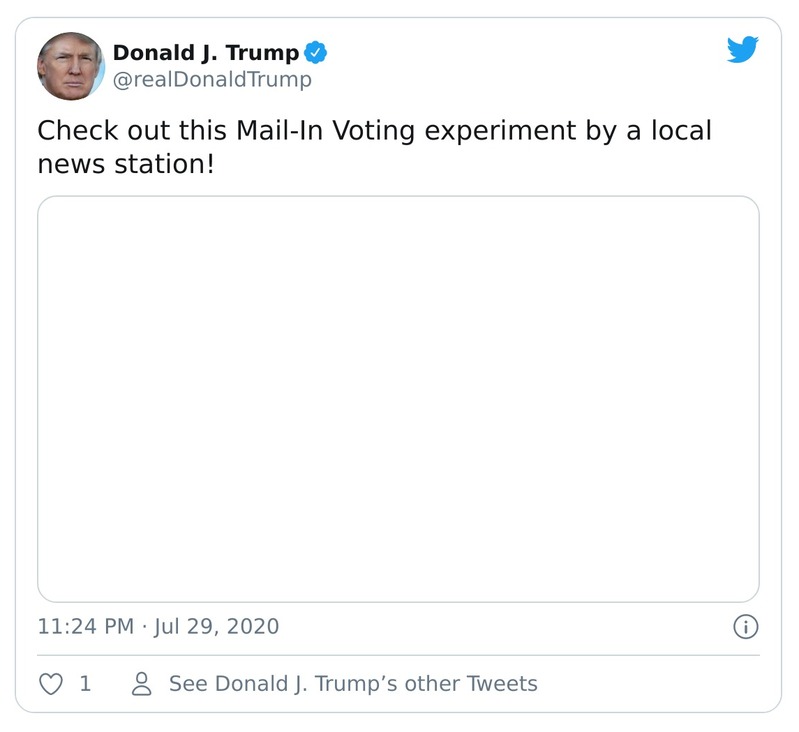 Donald J. Trump
@realDonaldTrump
Check out this Mail-In Voting experiment by a local
news station!
11:24 PM · Jul 29, 2020
1
See Donald J. Trump’s other Tweets